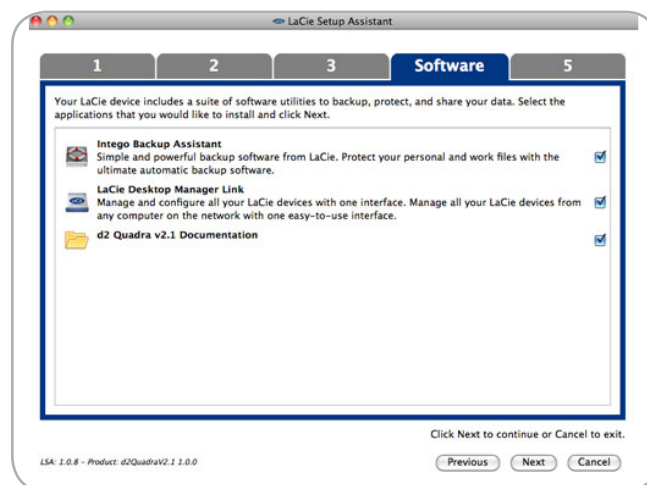 LaCie Setup Assistant
1 2 3 Software 5
Your LaCie device includes a suite of software utilities to backup, protect, and share your data. Select the
applications that you would like to install and click Next.
Intego Backup Assistant
Simple and powerful backup software from LaCie. Protect your personal and work files with the
ultimate automatic backup software.
LaCie Desktop Manager Link
Manage and configure all your LaCie devices with one interface. Manage all your LaCie devices from
any computer on the network with one easy-to-use interface.
d2 Quadra v2.1 Documentation
Click Next to continue or Cancel to exit.
LSA: 1.0.8 - Product: d2QuadraV2.1 1.0.0
Previous Next Cancel